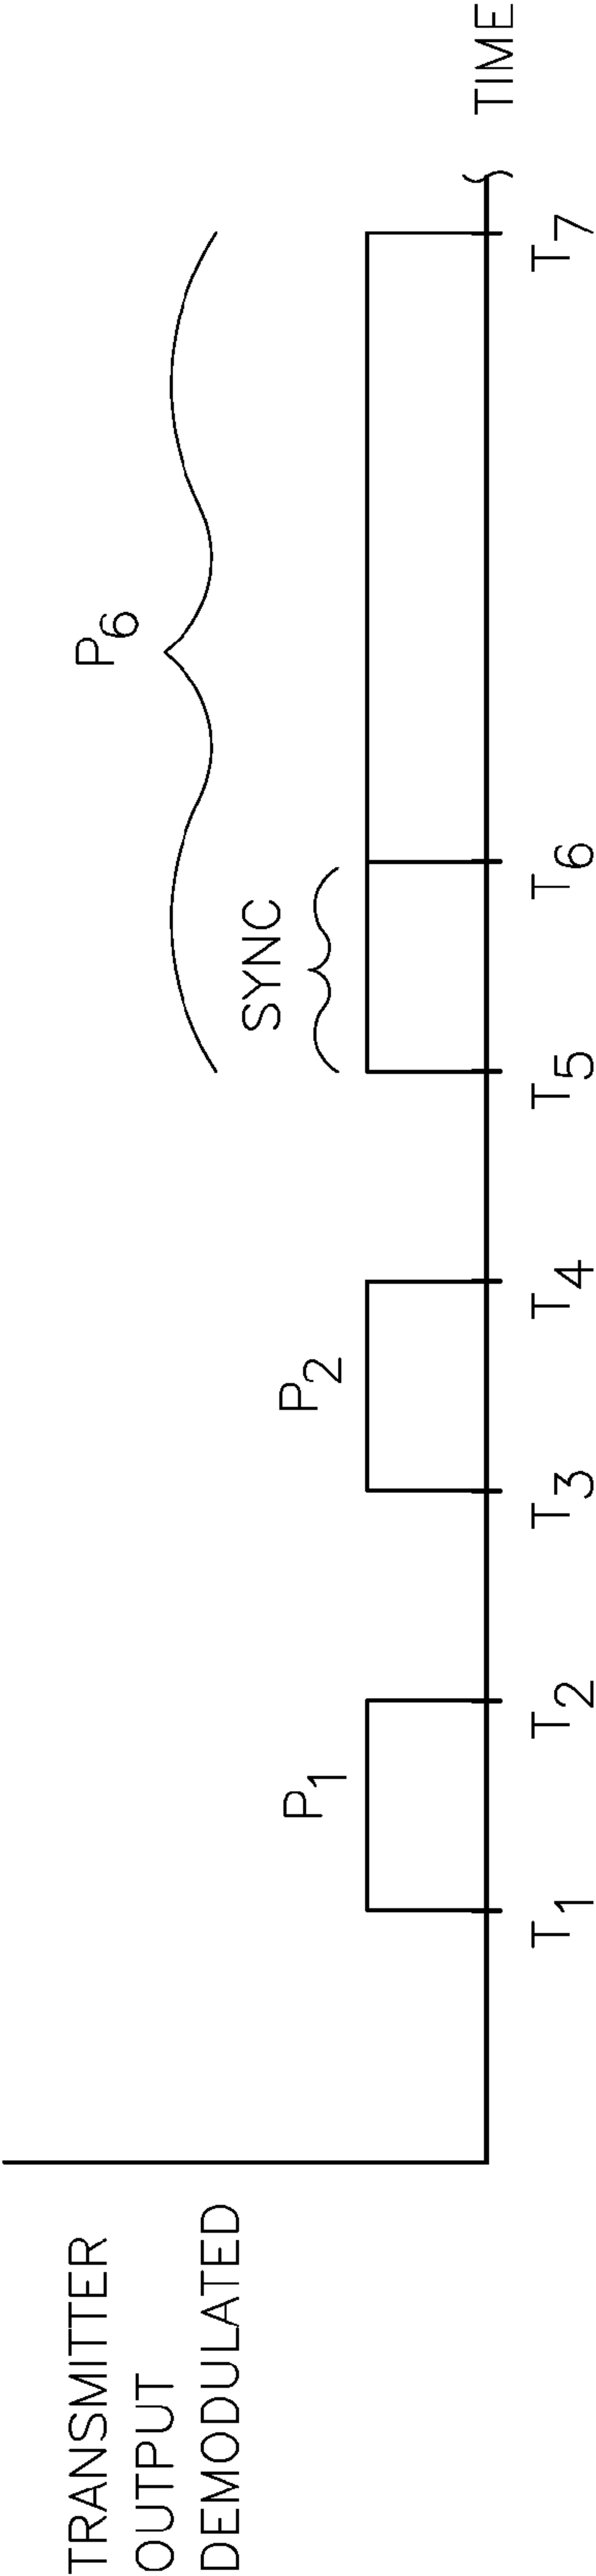 TRANSMITTER
OUTPUT
DEMODULATED
P6
SYNC
P1
P2
T1
T2
T3
T4
T5
T6
T7
TIME